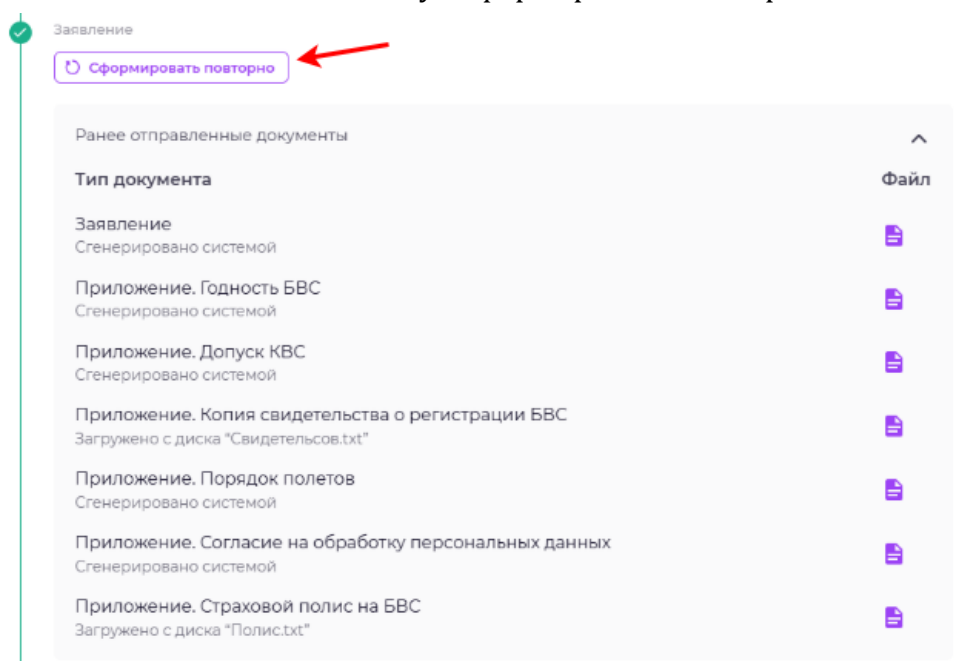 Заявление
Сформировать повторно
Ранее отправленные документы
Тип документа Файл
Заявление
Сгенерировано системой
Приложение. Годность БВС
Сгенерировано системой
Приложение. Допуск КВС
Сгенерировано системой
Приложение. Копия свидетельства о регистрации БВС
Загружено с диска "Свидетельсов.txt"
Приложение. Порядок полетов
Сгенерировано системой
Приложение. Согласие на обработку персональных данных
Сгенерировано системой
Приложение. Страховой полис на БВС
Загружено с диска "Полис.txt"